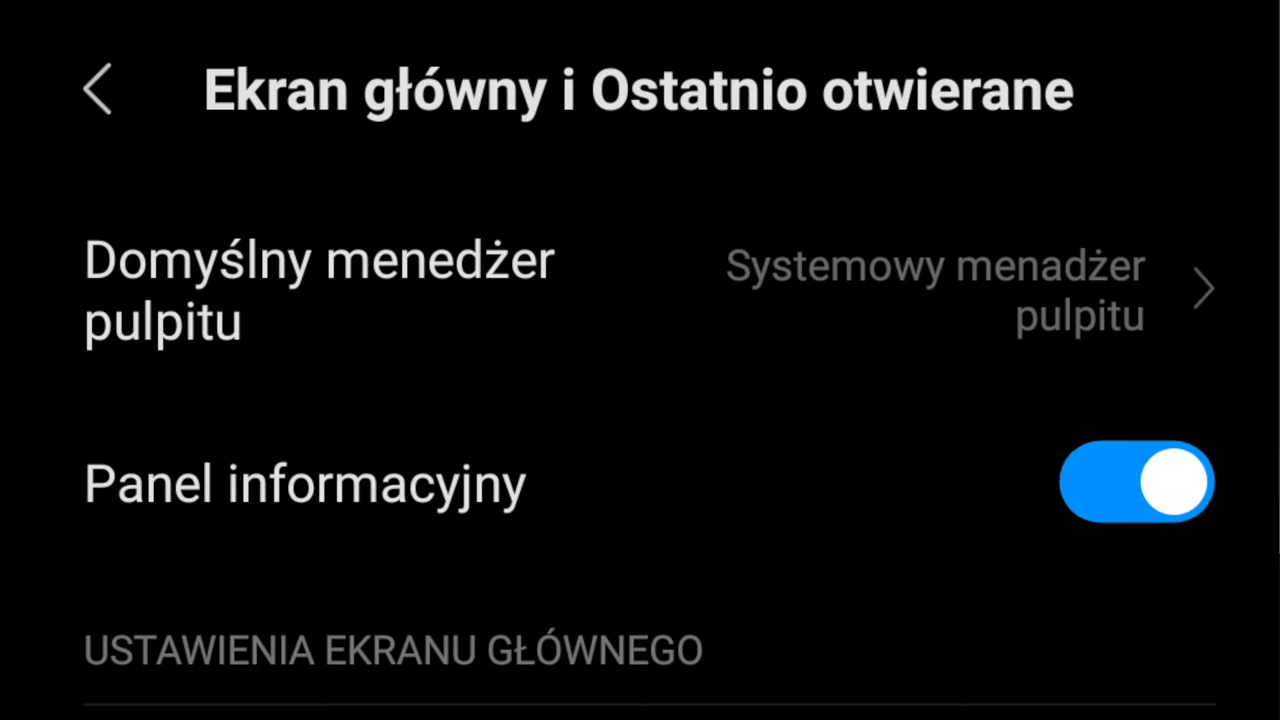 Ekran główny i Ostatnio otwierane
Domyślny menedżer
pulpitu
Systemowy menadżer
pulpitu
Panel informacyjny
USTAWIENIA EKRANU GŁÓWNEGO